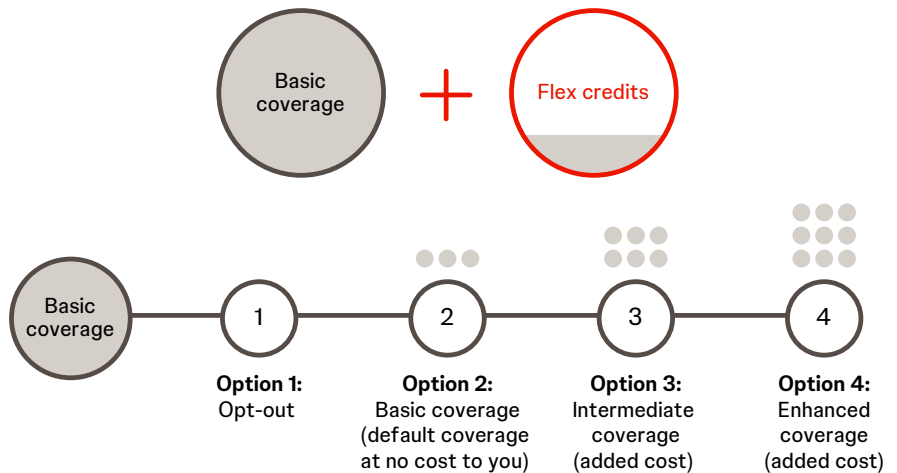 Basic
coverage
Flex credits
Basic
coverage
1
2
3
4
Option 1:
Opt-out
Option 2:
Basic coverage
(default coverage
at no cost to you)
Option 3:
Intermediate
coverage
(added cost)
Option 4:
Enhanced
coverage
(added cost)